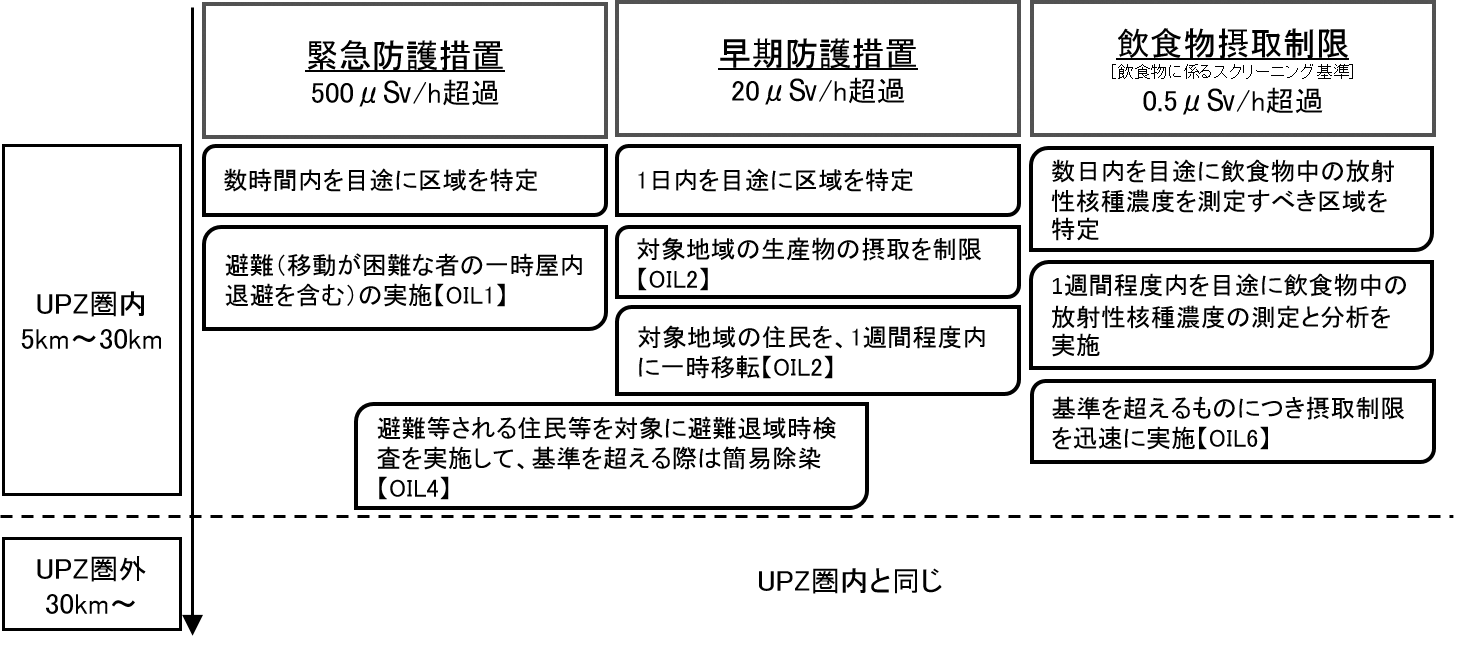 緊急防護措置
500μSv/h超過
早期防護措置
20μSv/h超過
飲食物摂取制限
[飲食物に係るスクリーニング基準]
0.5μSv/h超過
UPZ圏内
5km～30km
数時間内を目途に区域を特定
避難（移動が困難な者の一時屋内
退避を含む）の実施【OIL1】
1日内を目途に区域を特定
対象地域の生産物の摂取を制限
【OIL2】
対象地域の住民を、1週間程度内
に一時移転【OIL2】
避難等される住民等を対象に避難退域時検
査を実施して、基準を超える際は簡易除染
【OIL4】
数日内を目途に飲食物中の放射
性核種濃度を測定すべき区域を
特定
1週間程度内を目途に飲食物中の
放射性核種濃度の測定と分析を
実施
基準を超えるものにつき摂取制限
を迅速に実施【OIL6】
UPZ圏外
30km～
UPZ圏内と同じ